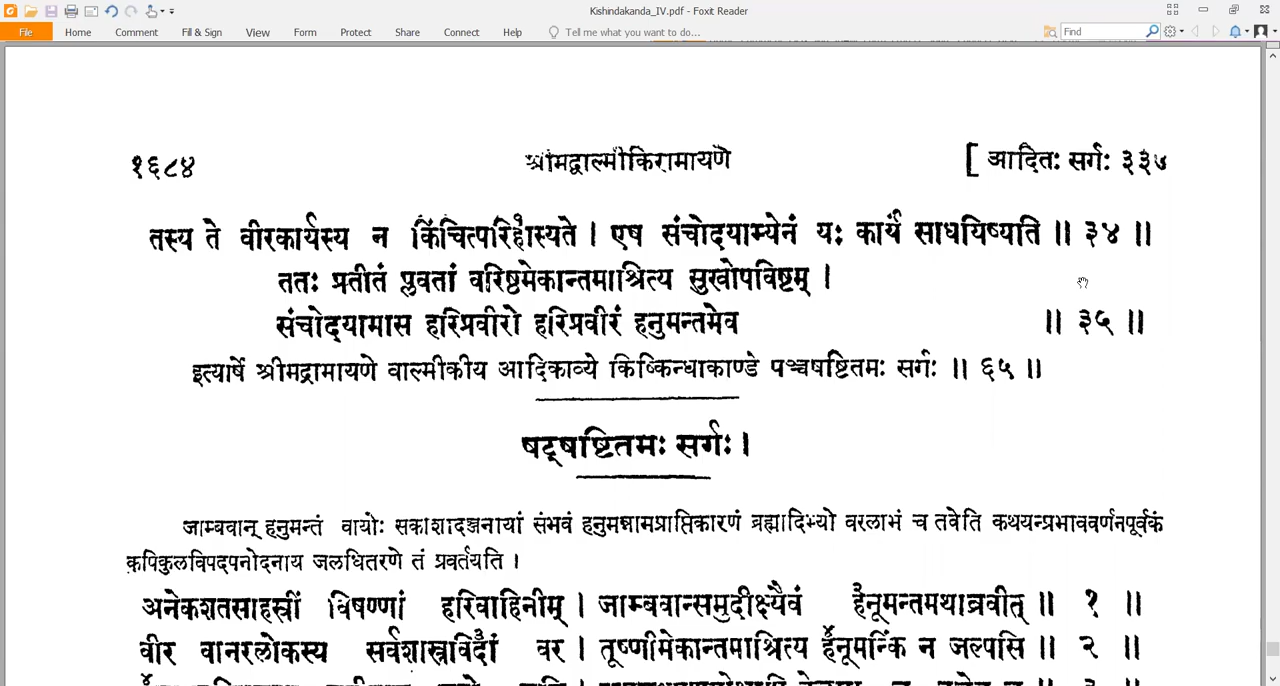 Kishindakanda_IV.pdf - Foxit Reader
File Home Comment Fill & Sign View Form Protect Share Connect Help Tell me what you want to do... Find
१६८४ श्रीमद्वाल्मीकिरामायणे [ आदितः सर्गः ३३७
तस्य ते वीरकार्यस्य न किंचित्परिहास्यते । एष संचोदयाम्येनं यः कार्यं साधयिष्यति ॥ ३४ ॥
ततः प्रतीतं प्लवतां वरिष्ठमेकान्तमाश्रित्य सुखोपविष्टम् ।
संचोदयामास हरिप्रवीरो हरिप्रवीरं हनुमन्तमेव ॥ ३५ ॥
इत्यार्षे श्रीमद्रामायणे वाल्मीकीय आदिकाव्ये किष्किन्धाकाण्डे पञ्चषष्टितमः सर्गः ॥ ६५ ॥
षट्षष्टितमः सर्गः ।
जाम्बवान् हनुमन्तं वायोः सकाशादञ्जनायां संभवं हनुमन्नामप्राप्तिकारणं ब्रह्मादिभ्यो वरलाभं च तवेति कथयन्प्रभाववर्णनपूर्वकं
कपिकुलविपदपनोदनाय जलधितरणे तं प्रवर्तयति ।
अनेकशतसाहस्रीं विषण्णां हरिवाहिनीम् । जाम्बवान्समुदीक्ष्यैवं हनूमन्तमथाब्रवीत् ॥ १ ॥
वीर वानरलोकस्य सर्वशास्त्रविदां वर । तूष्णीमेकान्तमाश्रित्य हनूमन्किं न जल्पसि ॥ २ ॥